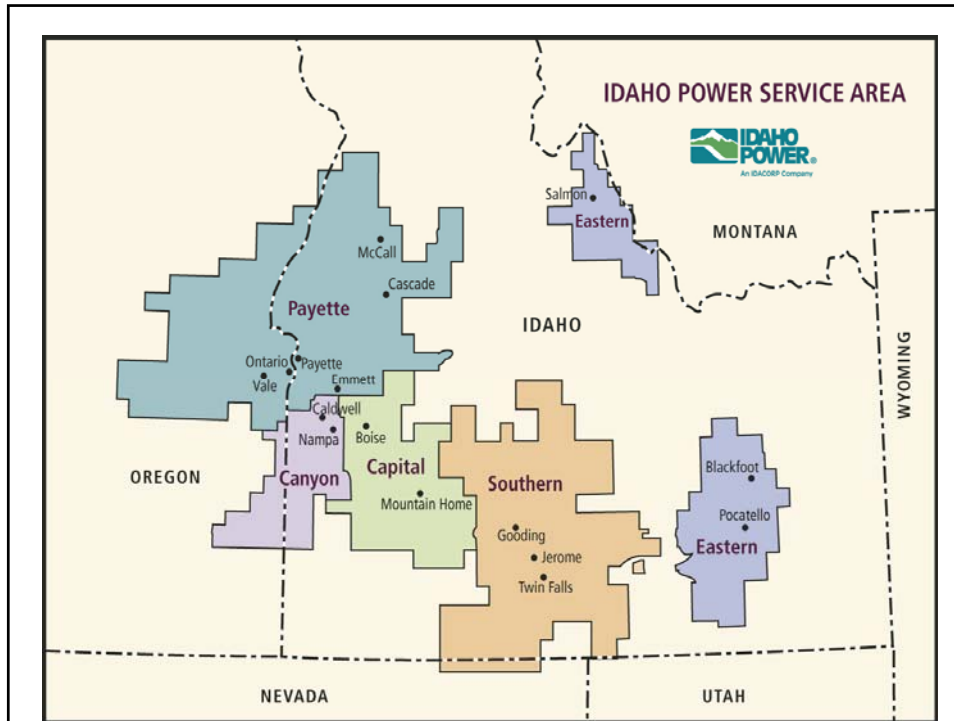 IDAHO POWER SERVICE AREA
IDAHO
POWER®
An IDACORP Company
Salmon
Eastern
MONTANA
McCall
Cascade
Payette
IDAHO
WYOMING
Ontario
Payette
Vale
Emmett
Caldwell
Nampa
Boise
OREGON
Canyon
Capital
Mountain Home
Southern
Blackfoot
Pocatello
Eastern
Gooding
Jerome
Twin Falls
NEVADA
UTAH